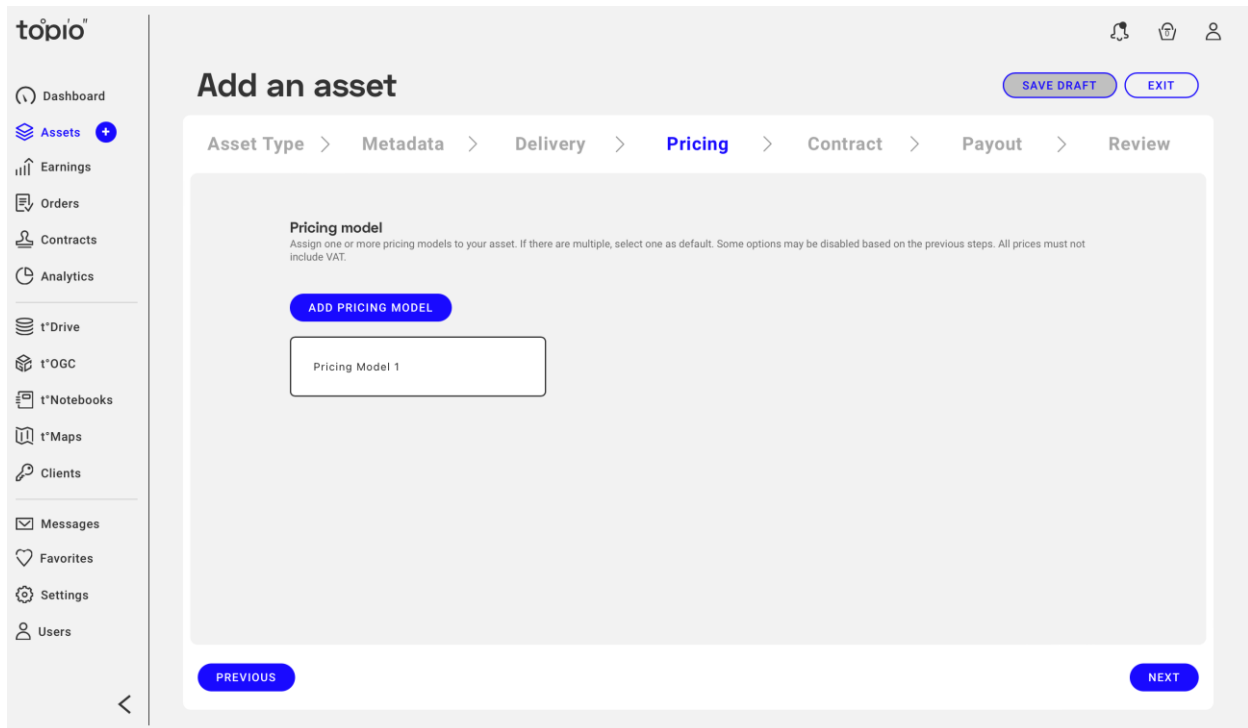 topio
Dashboard
Assets +
Earnings
Orders
Contracts
Analytics
t°Drive
t°OGC
t°Notebooks
t°Maps
Clients
Messages
Favorites
Settings
Users
Add an asset
SAVE DRAFT
EXIT
Asset Type > Metadata > Delivery > Pricing > Contract > Payout > Review
Pricing model
Assign one or more pricing models to your asset. If there are multiple, select one as default. Some options may be disabled based on the previous steps. All prices must not
include VAT.
ADD PRICING MODEL
Pricing Model 1
PREVIOUS
NEXT